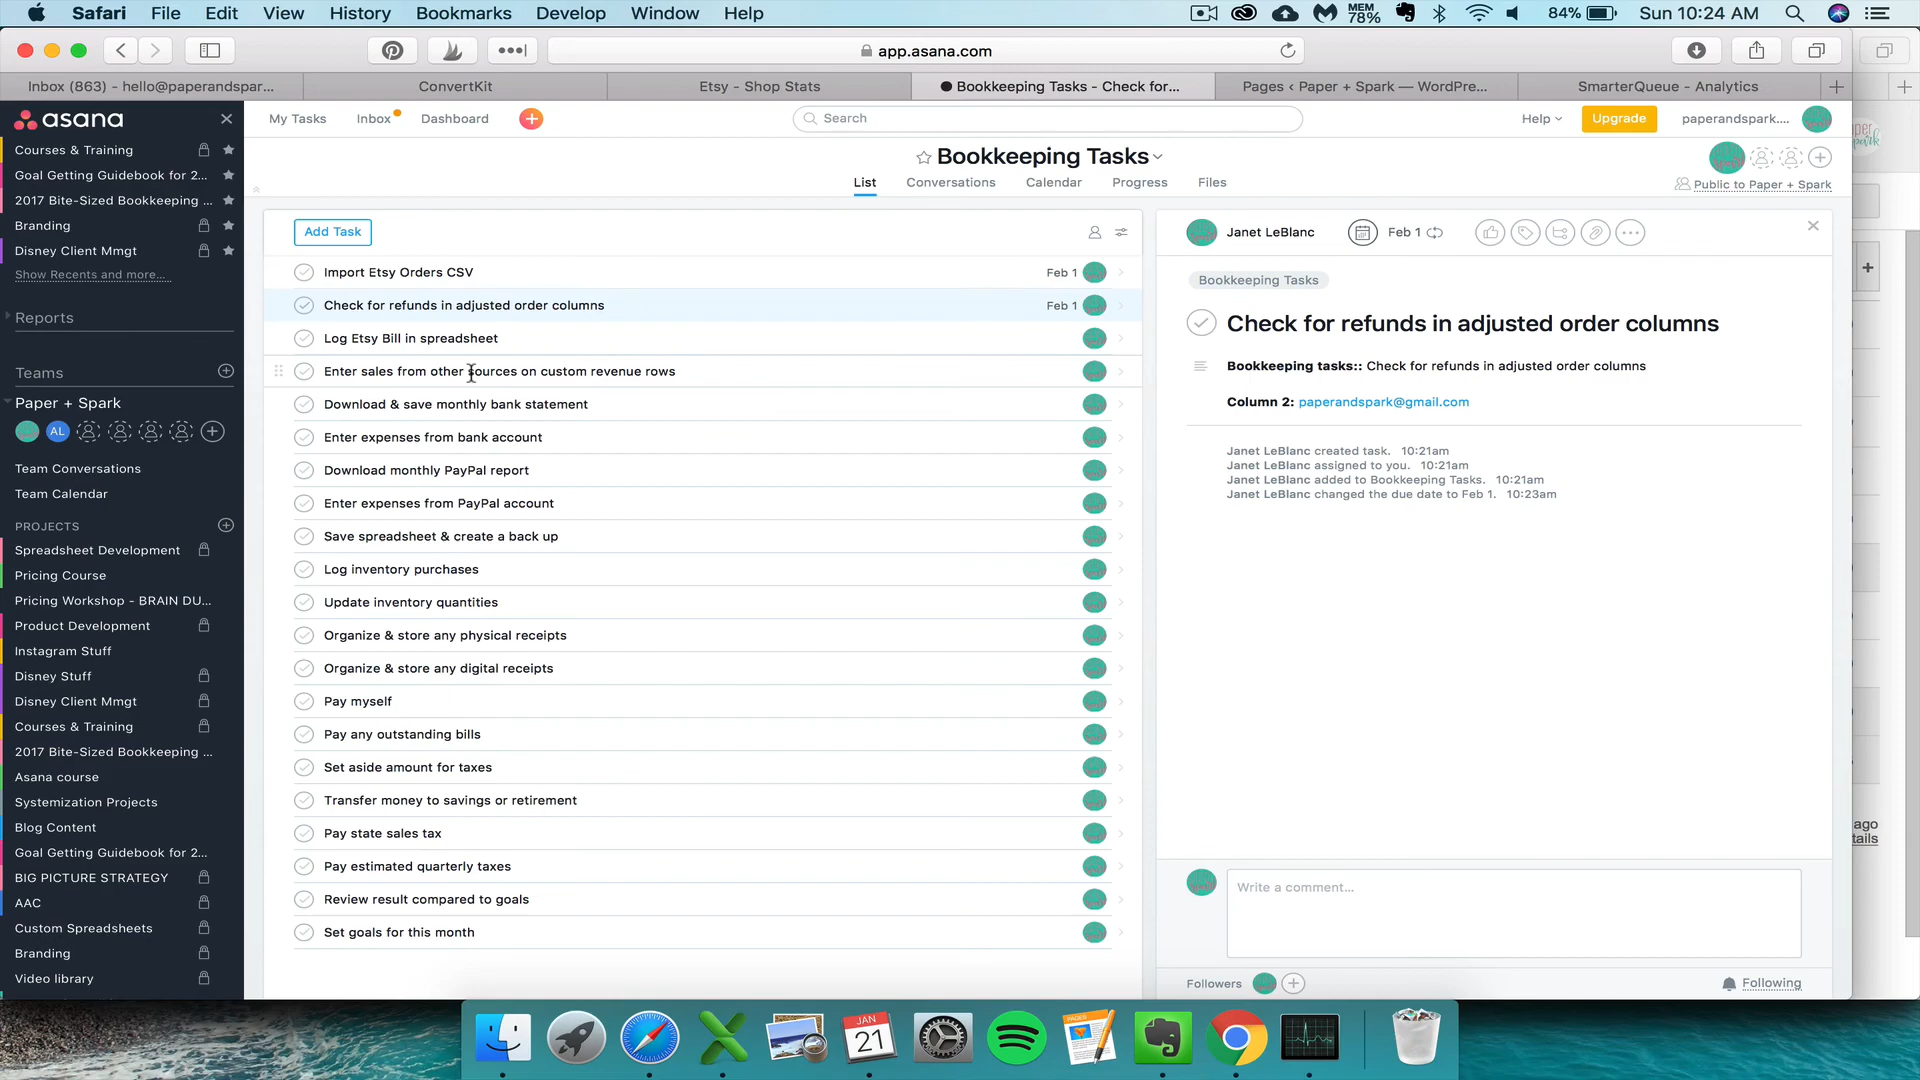 Safari File Edit View History Bookmarks Develop Window Help
MEM 78% 84% Sun 10:24 AM
app.asana.com
Inbox (863) - hello@paperandspar...
ConvertKit
Etsy - Shop Stats
Bookkeeping Tasks - Check for...
Pages ‹ Paper + Spark — WordPre...
SmarterQueue - Analytics
asana
My Tasks Inbox Dashboard
Search
Help Upgrade paperandspark....
Courses & Training
Goal Getting Guidebook for 2...
2017 Bite-Sized Bookkeeping ...
Branding
Disney Client Mmgt
Show Recents and more...
Reports
Teams
Paper + Spark
AL
Team Conversations
Team Calendar
PROJECTS
Spreadsheet Development
Pricing Course
Pricing Workshop - BRAIN DU...
Product Development
Instagram Stuff
Disney Stuff
Disney Client Mmgt
Courses & Training
2017 Bite-Sized Bookkeeping ...
Asana course
Systemization Projects
Blog Content
Goal Getting Guidebook for 2...
BIG PICTURE STRATEGY
AAC
Custom Spreadsheets
Branding
Video library
Bookkeeping Tasks
List Conversations Calendar Progress Files
Public to Paper + Spark
Add Task
Import Etsy Orders CSV Feb 1
Check for refunds in adjusted order columns Feb 1
Log Etsy Bill in spreadsheet
Enter sales from other sources on custom revenue rows
Download & save monthly bank statement
Enter expenses from bank account
Download monthly PayPal report
Enter expenses from PayPal account
Save spreadsheet & create a back up
Log inventory purchases
Update inventory quantities
Organize & store any physical receipts
Organize & store any digital receipts
Pay myself
Pay any outstanding bills
Set aside amount for taxes
Transfer money to savings or retirement
Pay state sales tax
Pay estimated quarterly taxes
Review result compared to goals
Set goals for this month
Janet LeBlanc Feb 1
Bookkeeping Tasks
Check for refunds in adjusted order columns
Bookkeeping tasks:: Check for refunds in adjusted order columns
Column 2: paperandspark@gmail.com
Janet LeBlanc created task. 10:21am
Janet LeBlanc assigned to you. 10:21am
Janet LeBlanc added to Bookkeeping Tasks. 10:21am
Janet LeBlanc changed the due date to Feb 1. 10:23am
Write a comment...
Followers
Following
ago
tails
JAN
21
PAGES